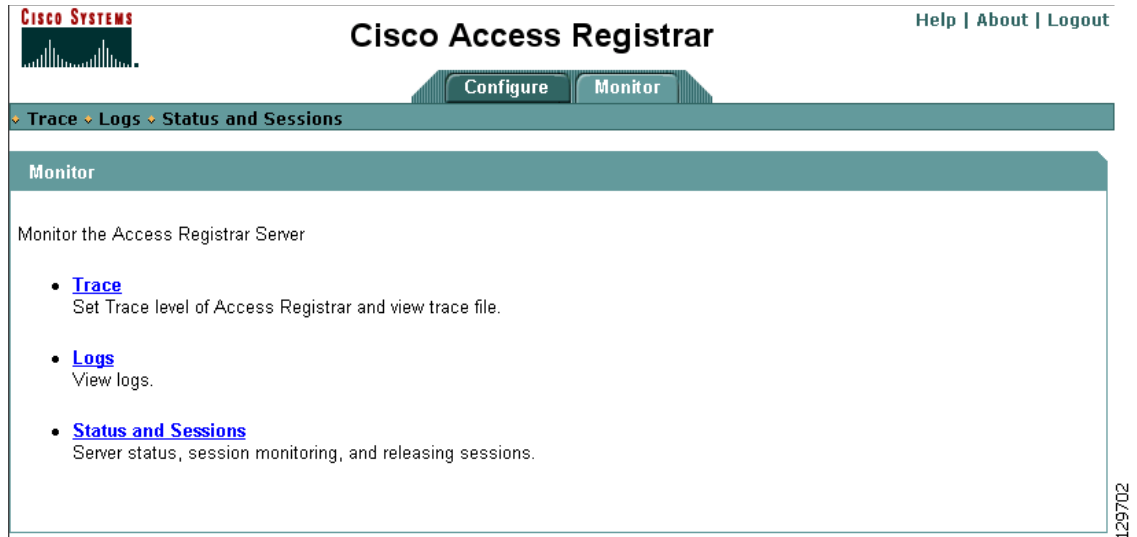 CISCO SYSTEMS
Cisco Access Registrar
Help | About | Logout
Configure Monitor
Trace Logs Status and Sessions
Monitor
Monitor the Access Registrar Server
Trace
Set Trace level of Access Registrar and view trace file.
Logs
View logs.
Status and Sessions
Server status, session monitoring, and releasing sessions.
129702